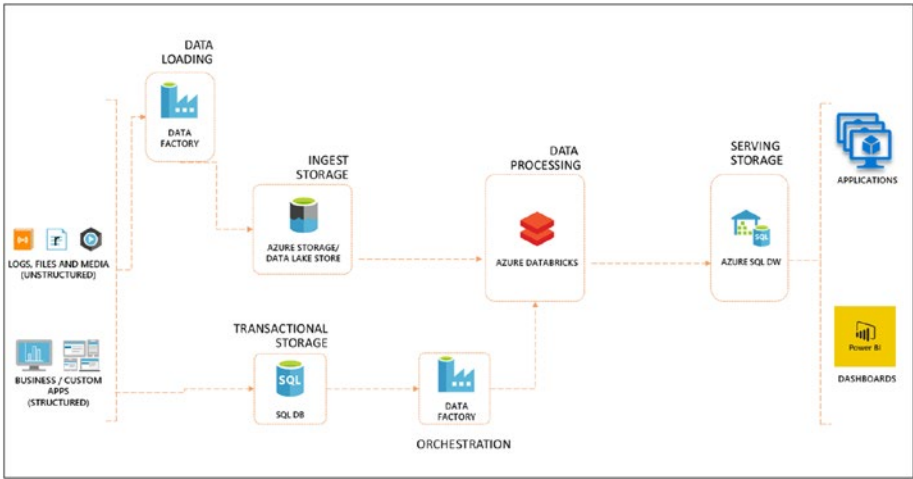 DATA
LOADING
DATA
FACTORY
INGEST
STORAGE
AZURE STORAGE/
DATA LAKE STORE
DATA
PROCESSING
AZURE DATABRICKS
SERVING
STORAGE
SQL
AZURE SQL DW
APPLICATIONS
LOGS, FILES AND MEDIA
(UNSTRUCTURED)
BUSINESS / CUSTOM
APPS
(STRUCTURED)
TRANSACTIONAL
STORAGE
SQL
SQL DB
DATA
FACTORY
ORCHESTRATION
Power BI
DASHBOARDS